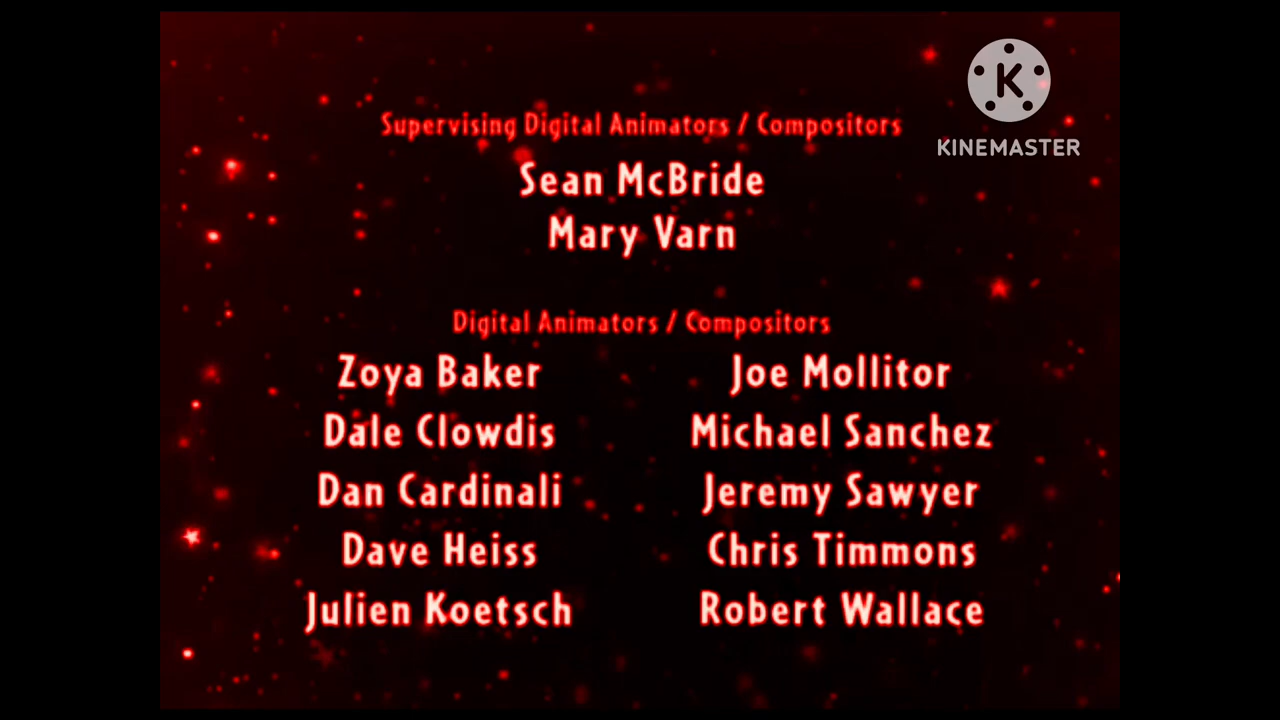 K
KINEMASTER
Supervising Digital Animators / Compositors
Sean McBride
Mary Varn
Digital Animators / Compositors
Zoya Baker
Joe Mollitor
Dale Clowdis
Michael Sanchez
Dan Cardinali
Jeremy Sawyer
Dave Heiss
Chris Timmons
Julien Koetsch
Robert Wallace